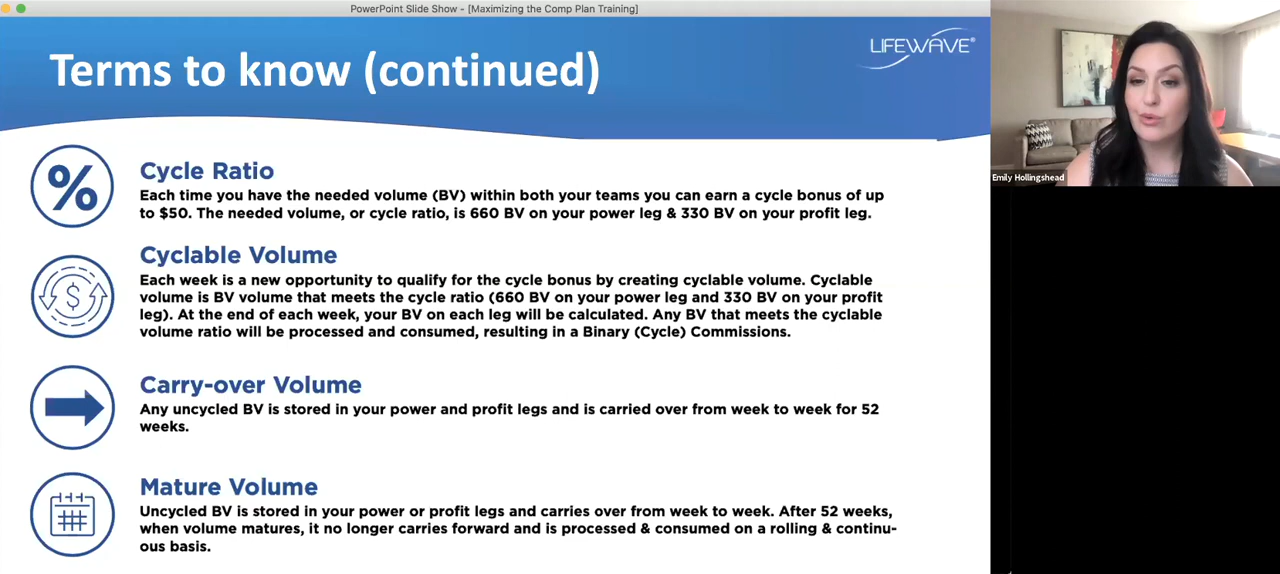 PowerPoint Slide Show - [Maximizing the Comp Plan Training]
Terms to know (continued)
LIFEWAVE®
%
Cycle Ratio
Each time you have the needed volume (BV) within both your teams you can earn a cycle bonus of up
to $50. The needed volume, or cycle ratio, is 660 BV on your power leg & 330 BV on your profit leg.
Cyclable Volume
Each week is a new opportunity to qualify for the cycle bonus by creating cyclable volume. Cyclable
volume is BV volume that meets the cycle ratio (660 BV on your power leg and 330 BV on your profit
leg). At the end of each week, your BV on each leg will be calculated. Any BV that meets the cyclable
volume ratio will be processed and consumed, resulting in a Binary (Cycle) Commissions.
$
Carry-over Volume
Any uncycled BV is stored in your power and profit legs and is carried over from week to week for 52
weeks.
Mature Volume
Uncycled BV is stored in your power or profit legs and carries over from week to week. After 52 weeks,
when volume matures, it no longer carries forward and is processed & consumed on a rolling & continu-
ous basis.
Emily Hollingshead